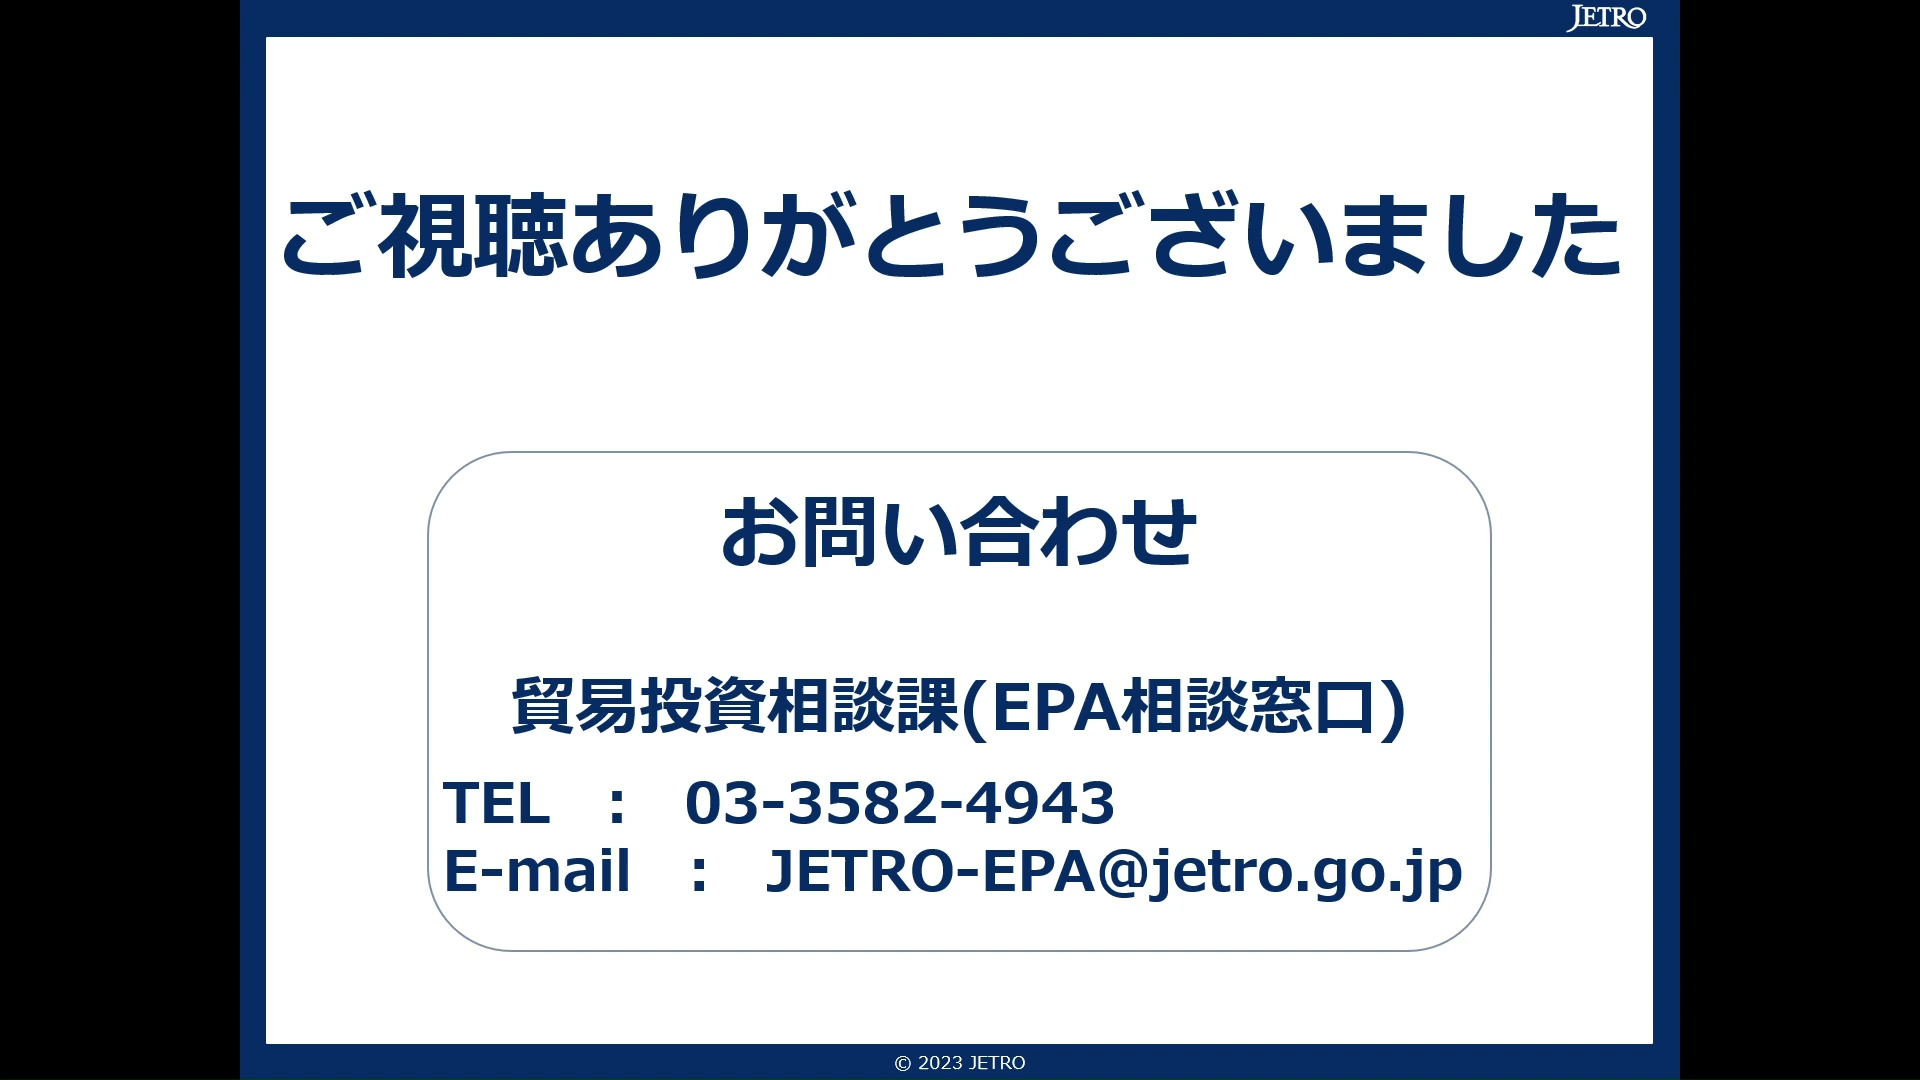 JETRO
ご視聴ありがとうございました
お問い合わせ
貿易投資相談課(EPA相談窓口)
TEL　：　03-3582-4943
E-mail　：　JETRO-EPA@jetro.go.jp
© 2023 JETRO